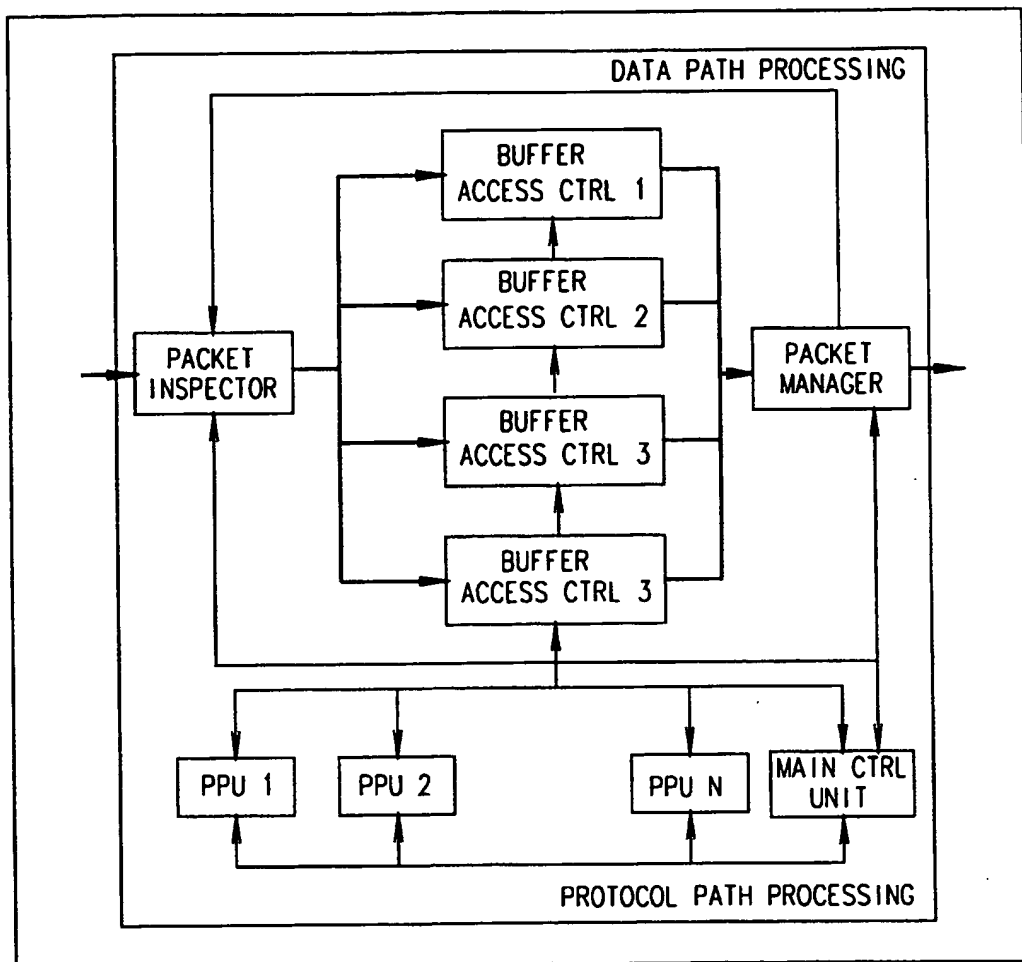 DATA PATH PROCESSING
BUFFER
ACCESS CTRL 1
BUFFER
ACCESS CTRL 2
PACKET
INSPECTOR
PACKET
MANAGER
BUFFER
ACCESS CTRL 3
BUFFER
ACCESS CTRL 3
PPU 1
PPU 2
PPU N
MAIN CTRL
UNIT
PROTOCOL PATH PROCESSING